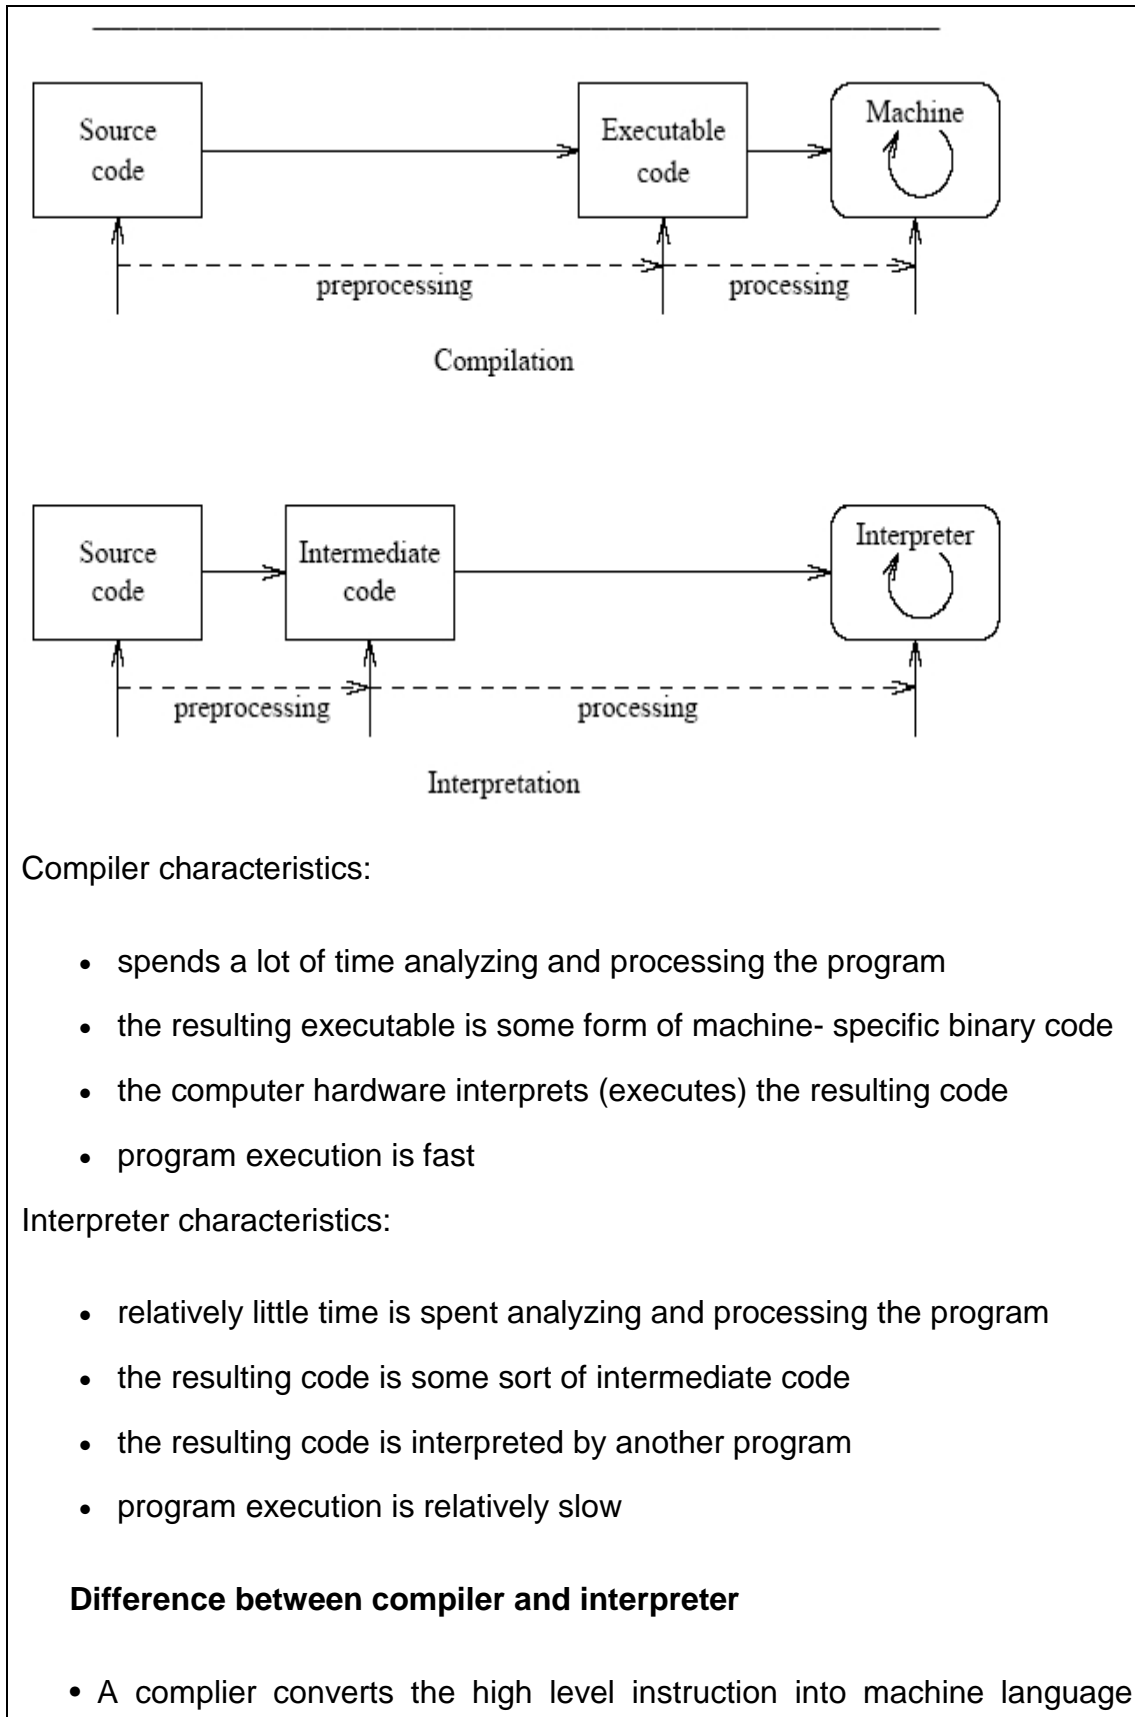 Source
code
Executable
code
Machine
preprocessing
processing
Compilation
Source
code
Intermediate
code
Interpreter
preprocessing
processing
Interpretation
Compiler characteristics:
• spends a lot of time analyzing and processing the program
• the resulting executable is some form of machine- specific binary code
• the computer hardware interprets (executes) the resulting code
• program execution is fast
Interpreter characteristics:
• relatively little time is spent analyzing and processing the program
• the resulting code is some sort of intermediate code
• the resulting code is interpreted by another program
• program execution is relatively slow
Difference between compiler and interpreter
• A complier converts the high level instruction into machine language